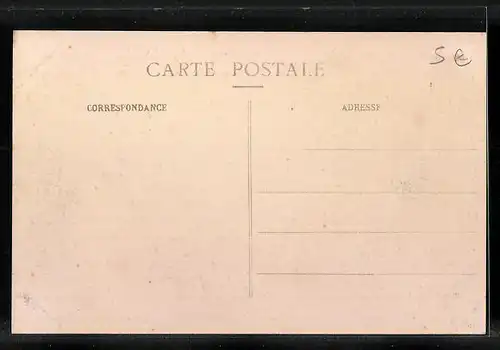 5€
CARTE POSTALE
CORRESPONDANCE
ADRESSE